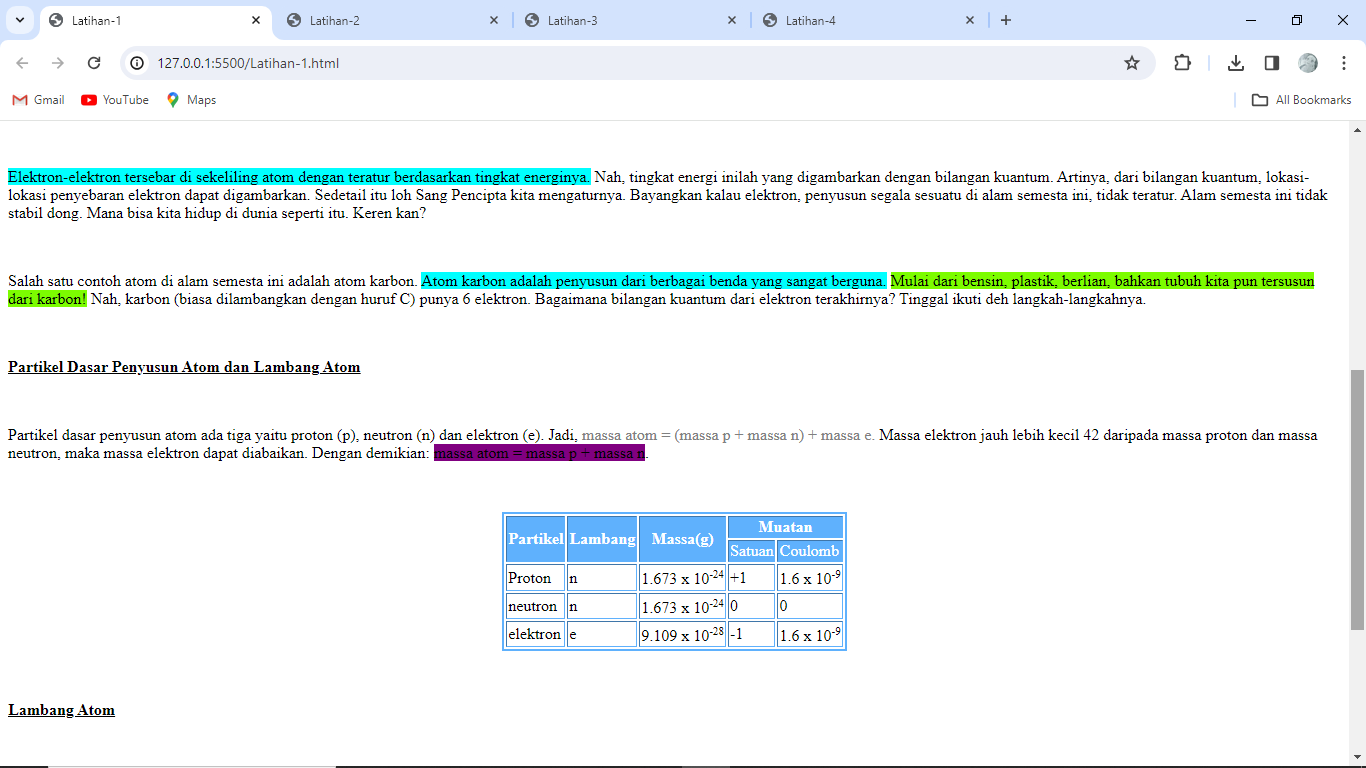 Latihan-1 Latihan-2 Latihan-3 Latihan-4
127.0.0.1:5500/Latihan-1.html
Gmail YouTube Maps All Bookmarks
Elektron-elektron tersebar di sekeliling atom dengan teratur berdasarkan tingkat energinya. Nah, tingkat energi inilah yang digambarkan dengan bilangan kuantum. Artinya, dari bilangan kuantum, lokasi-
lokasi penyebaran elektron dapat digambarkan. Sedetail itu loh Sang Pencipta kita mengaturnya. Bayangkan kalau elektron, penyusun segala sesuatu di alam semesta ini, tidak teratur. Alam semesta ini tidak
stabil dong. Mana bisa kita hidup di dunia seperti itu. Keren kan?
Salah satu contoh atom di alam semesta ini adalah atom karbon. Atom karbon adalah penyusun dari berbagai benda yang sangat berguna. Mulai dari bensin, plastik, berlian, bahkan tubuh kita pun tersusun
dari karbon! Nah, karbon (biasa dilambangkan dengan huruf C) punya 6 elektron. Bagaimana bilangan kuantum dari elektron terakhirnya? Tinggal ikuti deh langkah-langkahnya.
Partikel Dasar Penyusun Atom dan Lambang Atom
Partikel dasar penyusun atom ada tiga yaitu proton (p), neutron (n) dan elektron (e). Jadi, massa atom = (massa p + massa n) + massa e. Massa elektron jauh lebih kecil 42 daripada massa proton dan massa
neutron, maka massa elektron dapat diabaikan. Dengan demikian: massa atom = massa p + massa n.
Partikel Lambang Massa(g) Muatan
Satuan Coulomb
Proton n 1.673 x 10⁻²⁴ +1 1.6 x 10⁻⁹
neutron n 1.673 x 10⁻²⁴ 0 0
elektron e 9.109 x 10⁻²⁸ -1 1.6 x 10⁻⁹
Lambang Atom